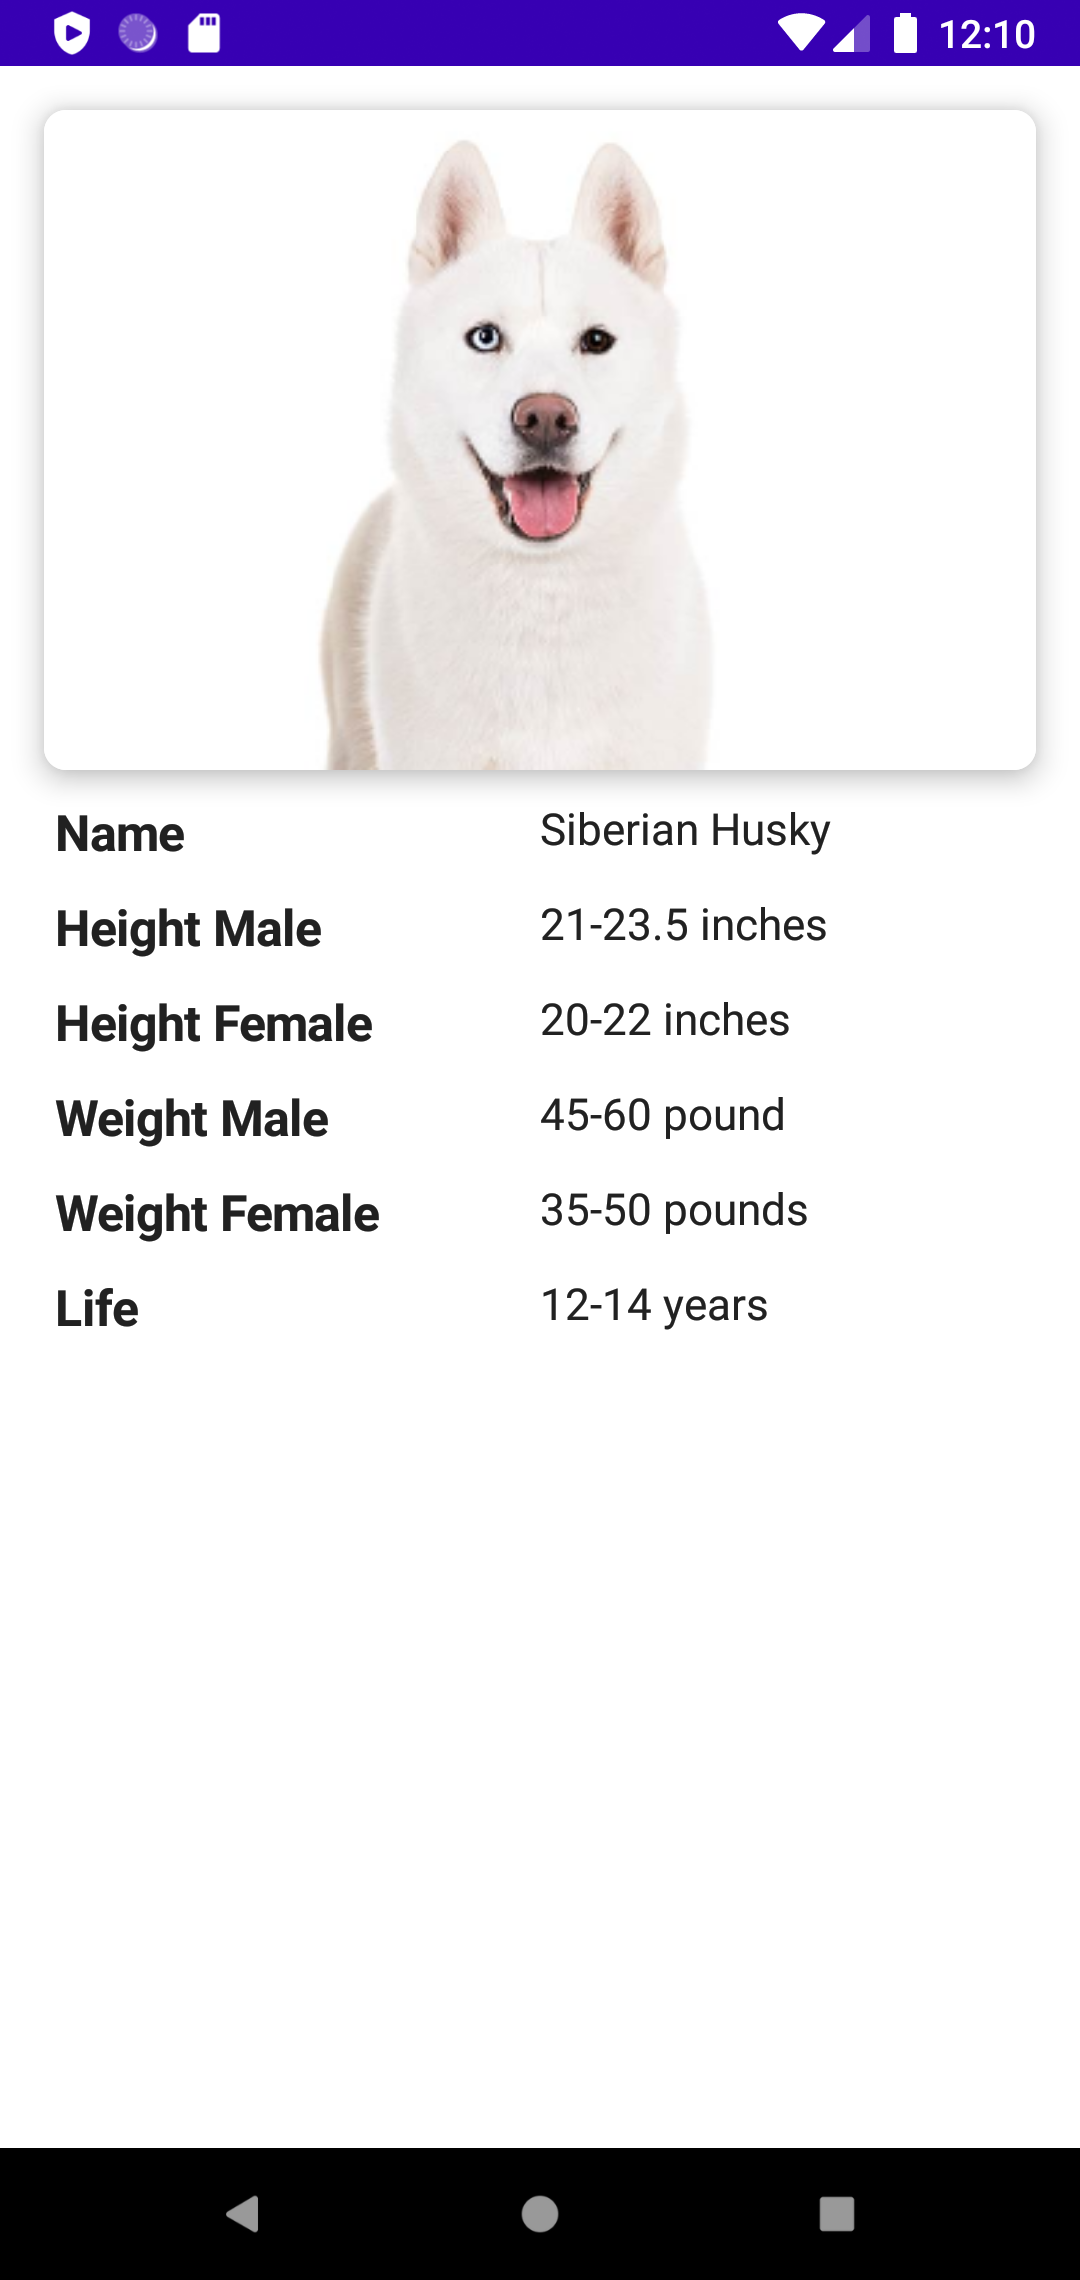 12:10
Name Siberian Husky
Height Male 21-23.5 inches
Height Female 20-22 inches
Weight Male 45-60 pound
Weight Female 35-50 pounds
Life 12-14 years